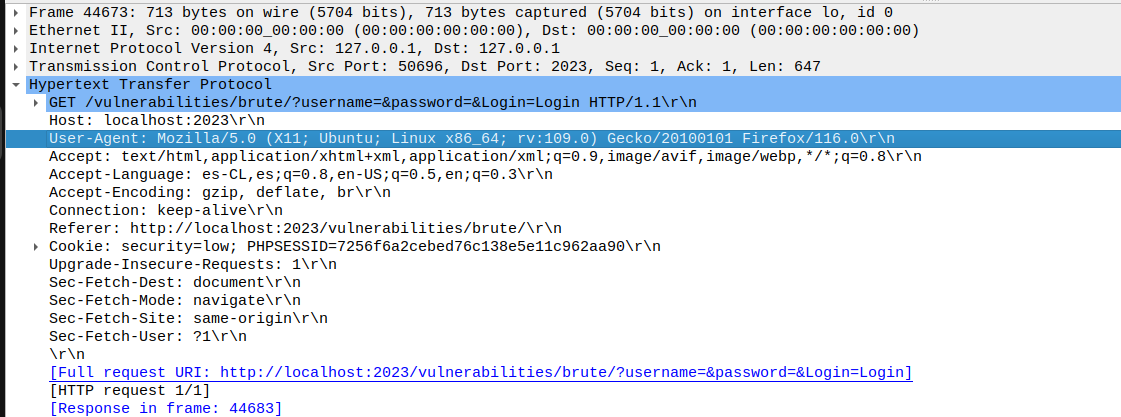 Frame 44673: 713 bytes on wire (5704 bits), 713 bytes captured (5704 bits) on interface lo, id 0
Ethernet II, Src: 00:00:00_00:00:00 (00:00:00:00:00:00), Dst: 00:00:00_00:00:00 (00:00:00:00:00:00)
Internet Protocol Version 4, Src: 127.0.0.1, Dst: 127.0.0.1
Transmission Control Protocol, Src Port: 50696, Dst Port: 2023, Seq: 1, Ack: 1, Len: 647
Hypertext Transfer Protocol
GET /vulnerabilities/brute/?username=&password=&Login=Login HTTP/1.1\r\n
Host: localhost:2023\r\n
User-Agent: Mozilla/5.0 (X11; Ubuntu; Linux x86_64; rv:109.0) Gecko/20100101 Firefox/116.0\r\n
Accept: text/html,application/xhtml+xml,application/xml;q=0.9,image/avif,image/webp,*/*;q=0.8\r\n
Accept-Language: es-CL,es;q=0.8,en-US;q=0.5,en;q=0.3\r\n
Accept-Encoding: gzip, deflate, br\r\n
Connection: keep-alive\r\n
Referer: http://localhost:2023/vulnerabilities/brute/\r\n
Cookie: security=low; PHPSESSID=7256f6a2cebed76c138e5e11c962aa90\r\n
Upgrade-Insecure-Requests: 1\r\n
Sec-Fetch-Dest: document\r\n
Sec-Fetch-Mode: navigate\r\n
Sec-Fetch-Site: same-origin\r\n
Sec-Fetch-User: ?1\r\n
\r\n
[Full request URI: http://localhost:2023/vulnerabilities/brute/?username=&password=&Login=Login]
[HTTP request 1/1]
[Response in frame: 44683]